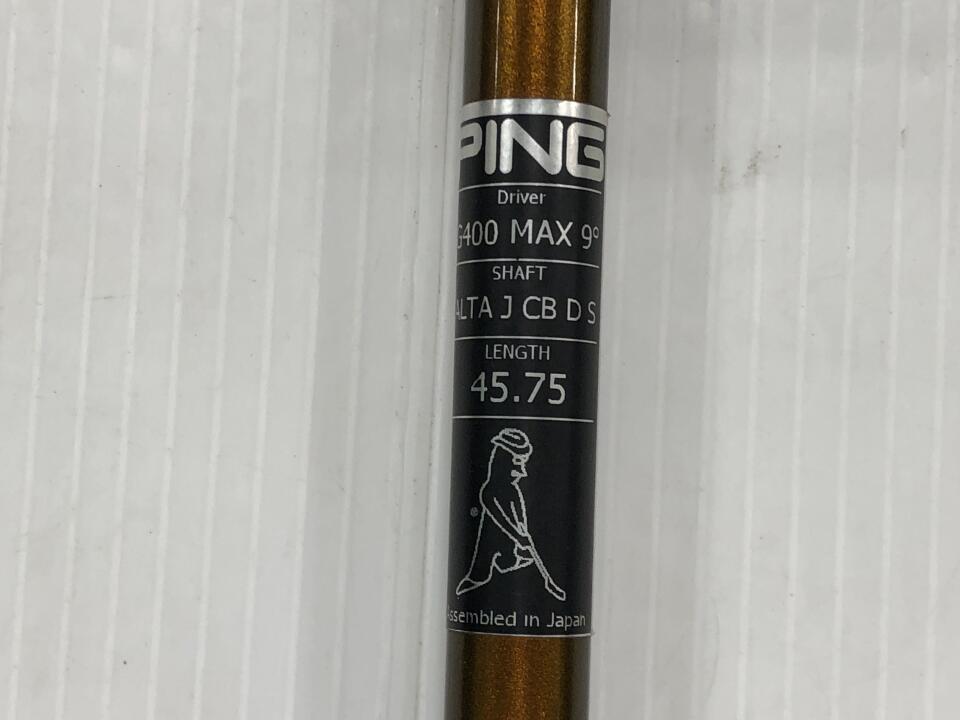 PING
Driver
G400 MAX 9°
SHAFT
ALTA J CB D S
LENGTH
45.75
®
Assembled in Japan